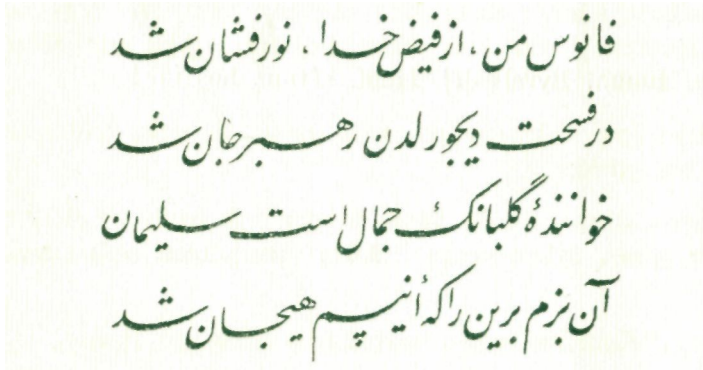 فانوس من، از فیض خدا، نورفشان شد
در فسحت دیجور لدن رهبر جان شد
خوانندهٔ گلبانگ جمال است سلیمان
آن بزم برین را که أنیسم هیجان شد